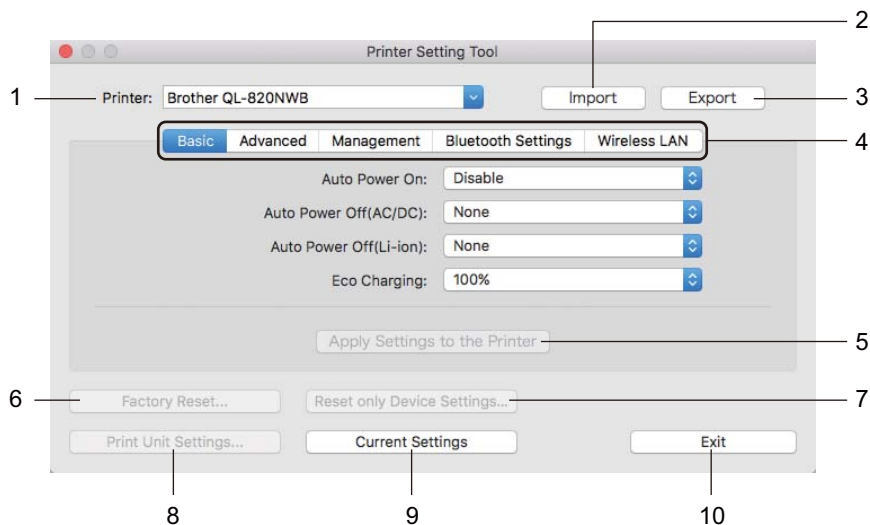 2
Printer Setting Tool
1 Printer: Brother QL-820NWB Import Export 3
Basic Advanced Management Bluetooth Settings Wireless LAN 4
Auto Power On: Disable
Auto Power Off(AC/DC): None
Auto Power Off(Li-ion): None
Eco Charging: 100%
Apply Settings to the Printer 5
6 Factory Reset... Reset only Device Settings... 7
Print Unit Settings... Current Settings Exit
8 9 10